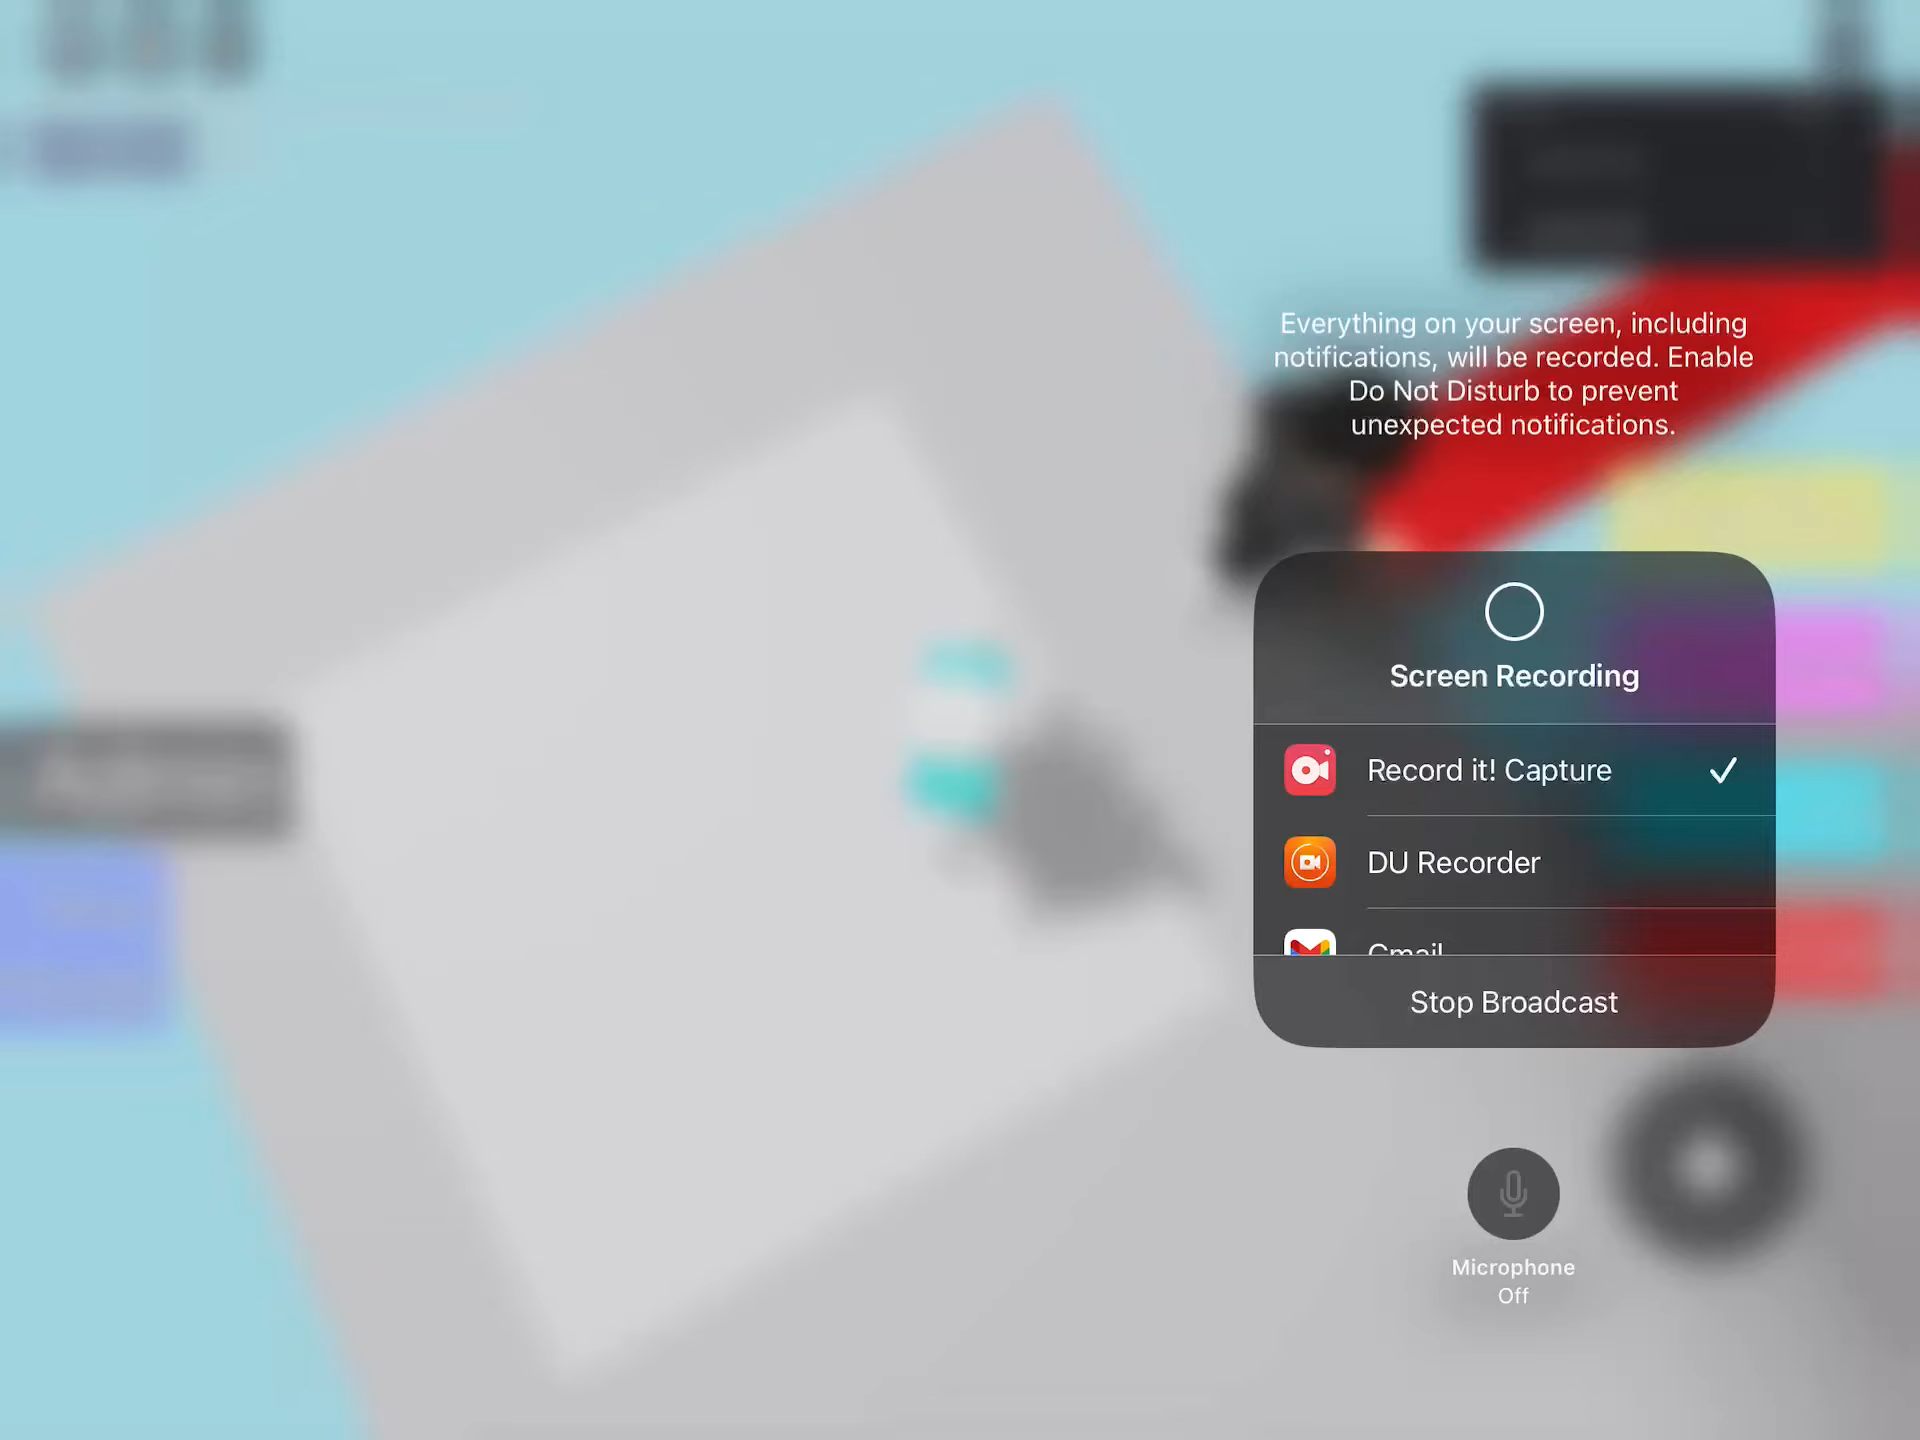 Everything on your screen, including
notifications, will be recorded. Enable
Do Not Disturb to prevent
unexpected notifications.
Screen Recording
Record it! Capture
DU Recorder
Gmail
Stop Broadcast
Microphone
Off